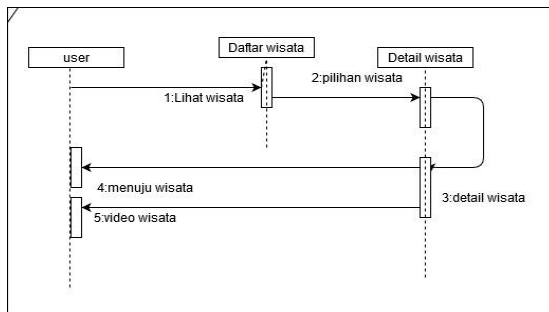 user
Daftar wisata
Detail wisata
1:Lihat wisata
2:pilihan wisata
3:detail wisata
4:menuju wisata
5:video wisata